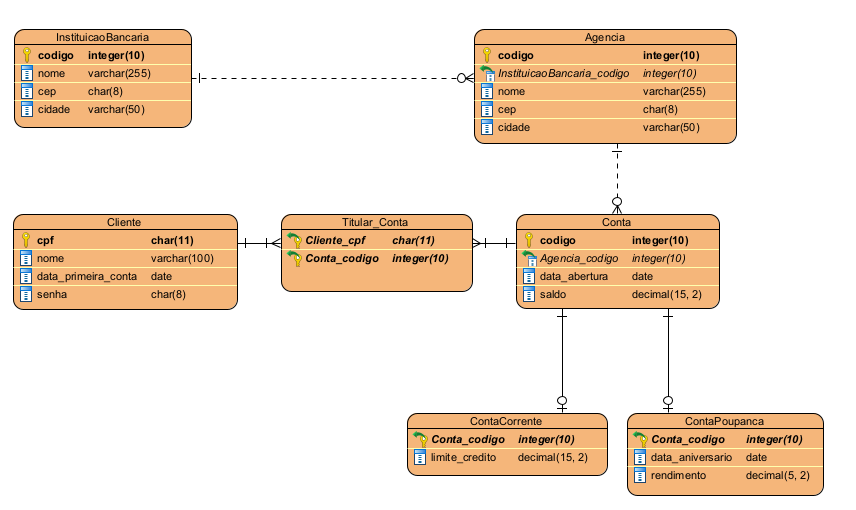 InstituicaoBancaria
codigo integer(10)
nome varchar(255)
cep char(8)
cidade varchar(50)
Agencia
codigo integer(10)
InstituicaoBancaria_codigo integer(10)
nome varchar(255)
cep char(8)
cidade varchar(50)
Cliente
cpf char(11)
nome varchar(100)
data_primeira_conta date
senha char(8)
Titular_Conta
Cliente_cpf char(11)
Conta_codigo integer(10)
Conta
codigo integer(10)
Agencia_codigo integer(10)
data_abertura date
saldo decimal(15, 2)
ContaCorrente
Conta_codigo integer(10)
limite_credito decimal(15, 2)
ContaPoupanca
Conta_codigo integer(10)
data_aniversario date
rendimento decimal(5, 2)